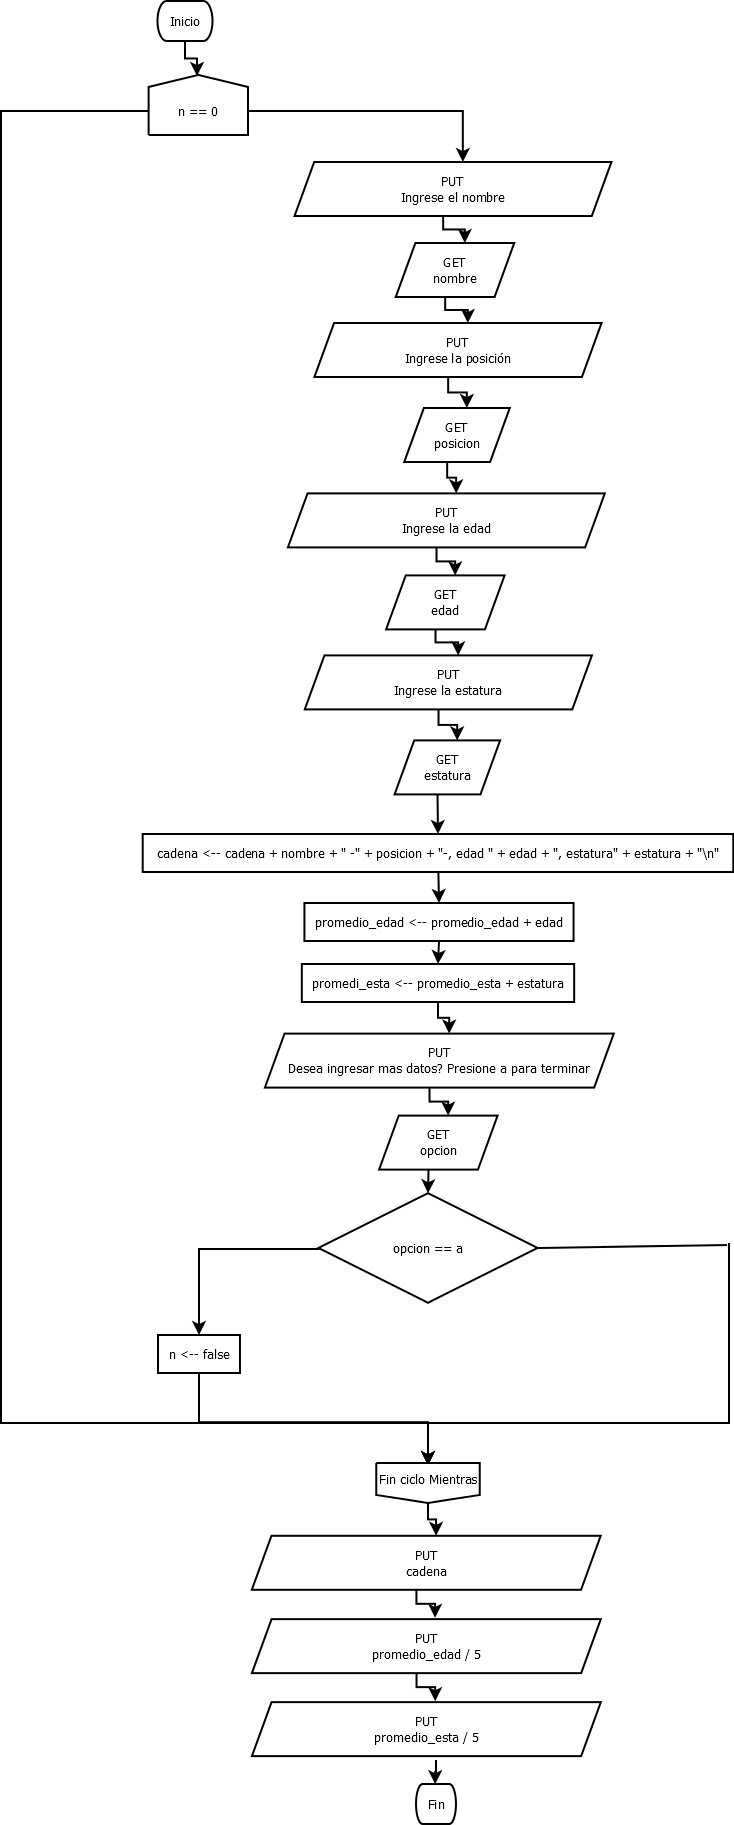 Inicio
n == 0
PUT
Ingrese el nombre
GET
nombre
PUT
Ingrese la posición
GET
posicion
PUT
Ingrese la edad
GET
edad
PUT
Ingrese la estatura
GET
estatura
cadena <-- cadena + nombre + " -" + posicion + "-, edad " + edad + ", estatura" + estatura + "\n"
promedio_edad <-- promedio_edad + edad
promedi_esta <-- promedio_esta + estatura
PUT
Desea ingresar mas datos? Presione a para terminar
GET
opcion
opcion == a
n <-- false
Fin ciclo Mientras
PUT
cadena
PUT
promedio_edad / 5
PUT
promedio_esta / 5
Fin